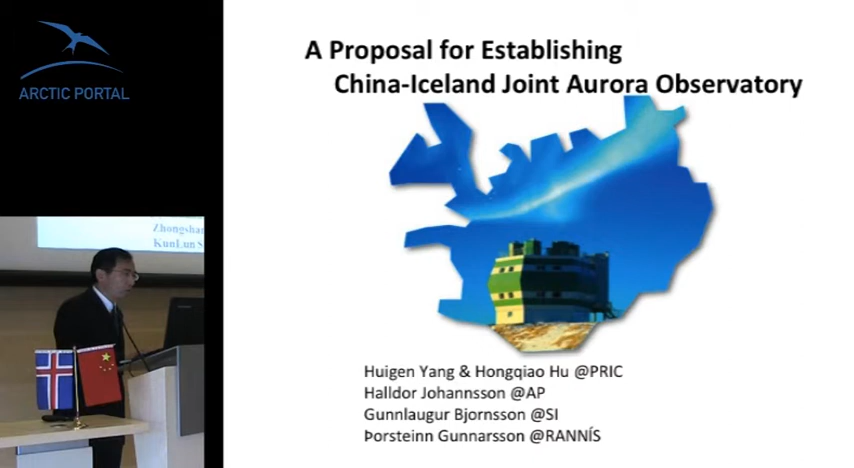 ARCTIC PORTAL
A Proposal for Establishing
China-Iceland Joint Aurora Observatory
KunLun S
Huigen Yang & Hongqiao Hu @PRIC
Halldor Johannsson @AP
Gunnlaugur Bjornsson @SI
Þorsteinn Gunnarsson @RANNÍS